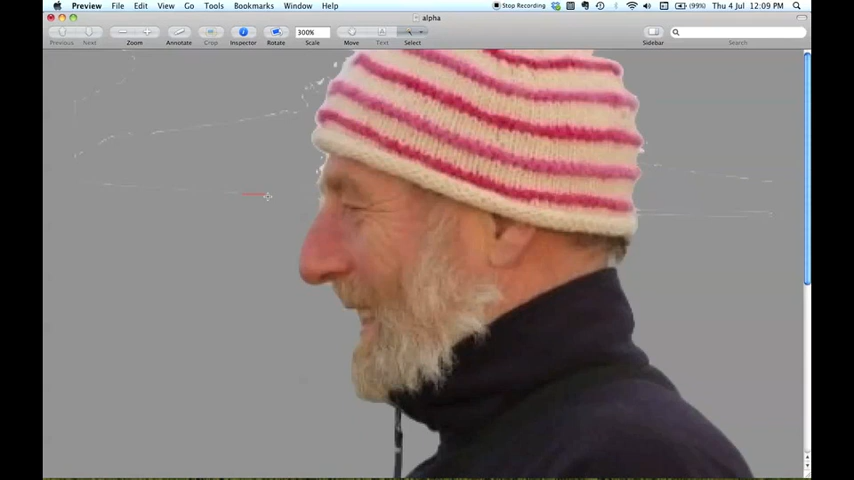 Preview File Edit View Go Tools Bookmarks Window Help Stop Recording (99%) Thu 4 Jul 12:09 PM
alpha
300%
Previous Next Zoom Annotate Crop Inspector Rotate Scale Move Text Select Sidebar Search